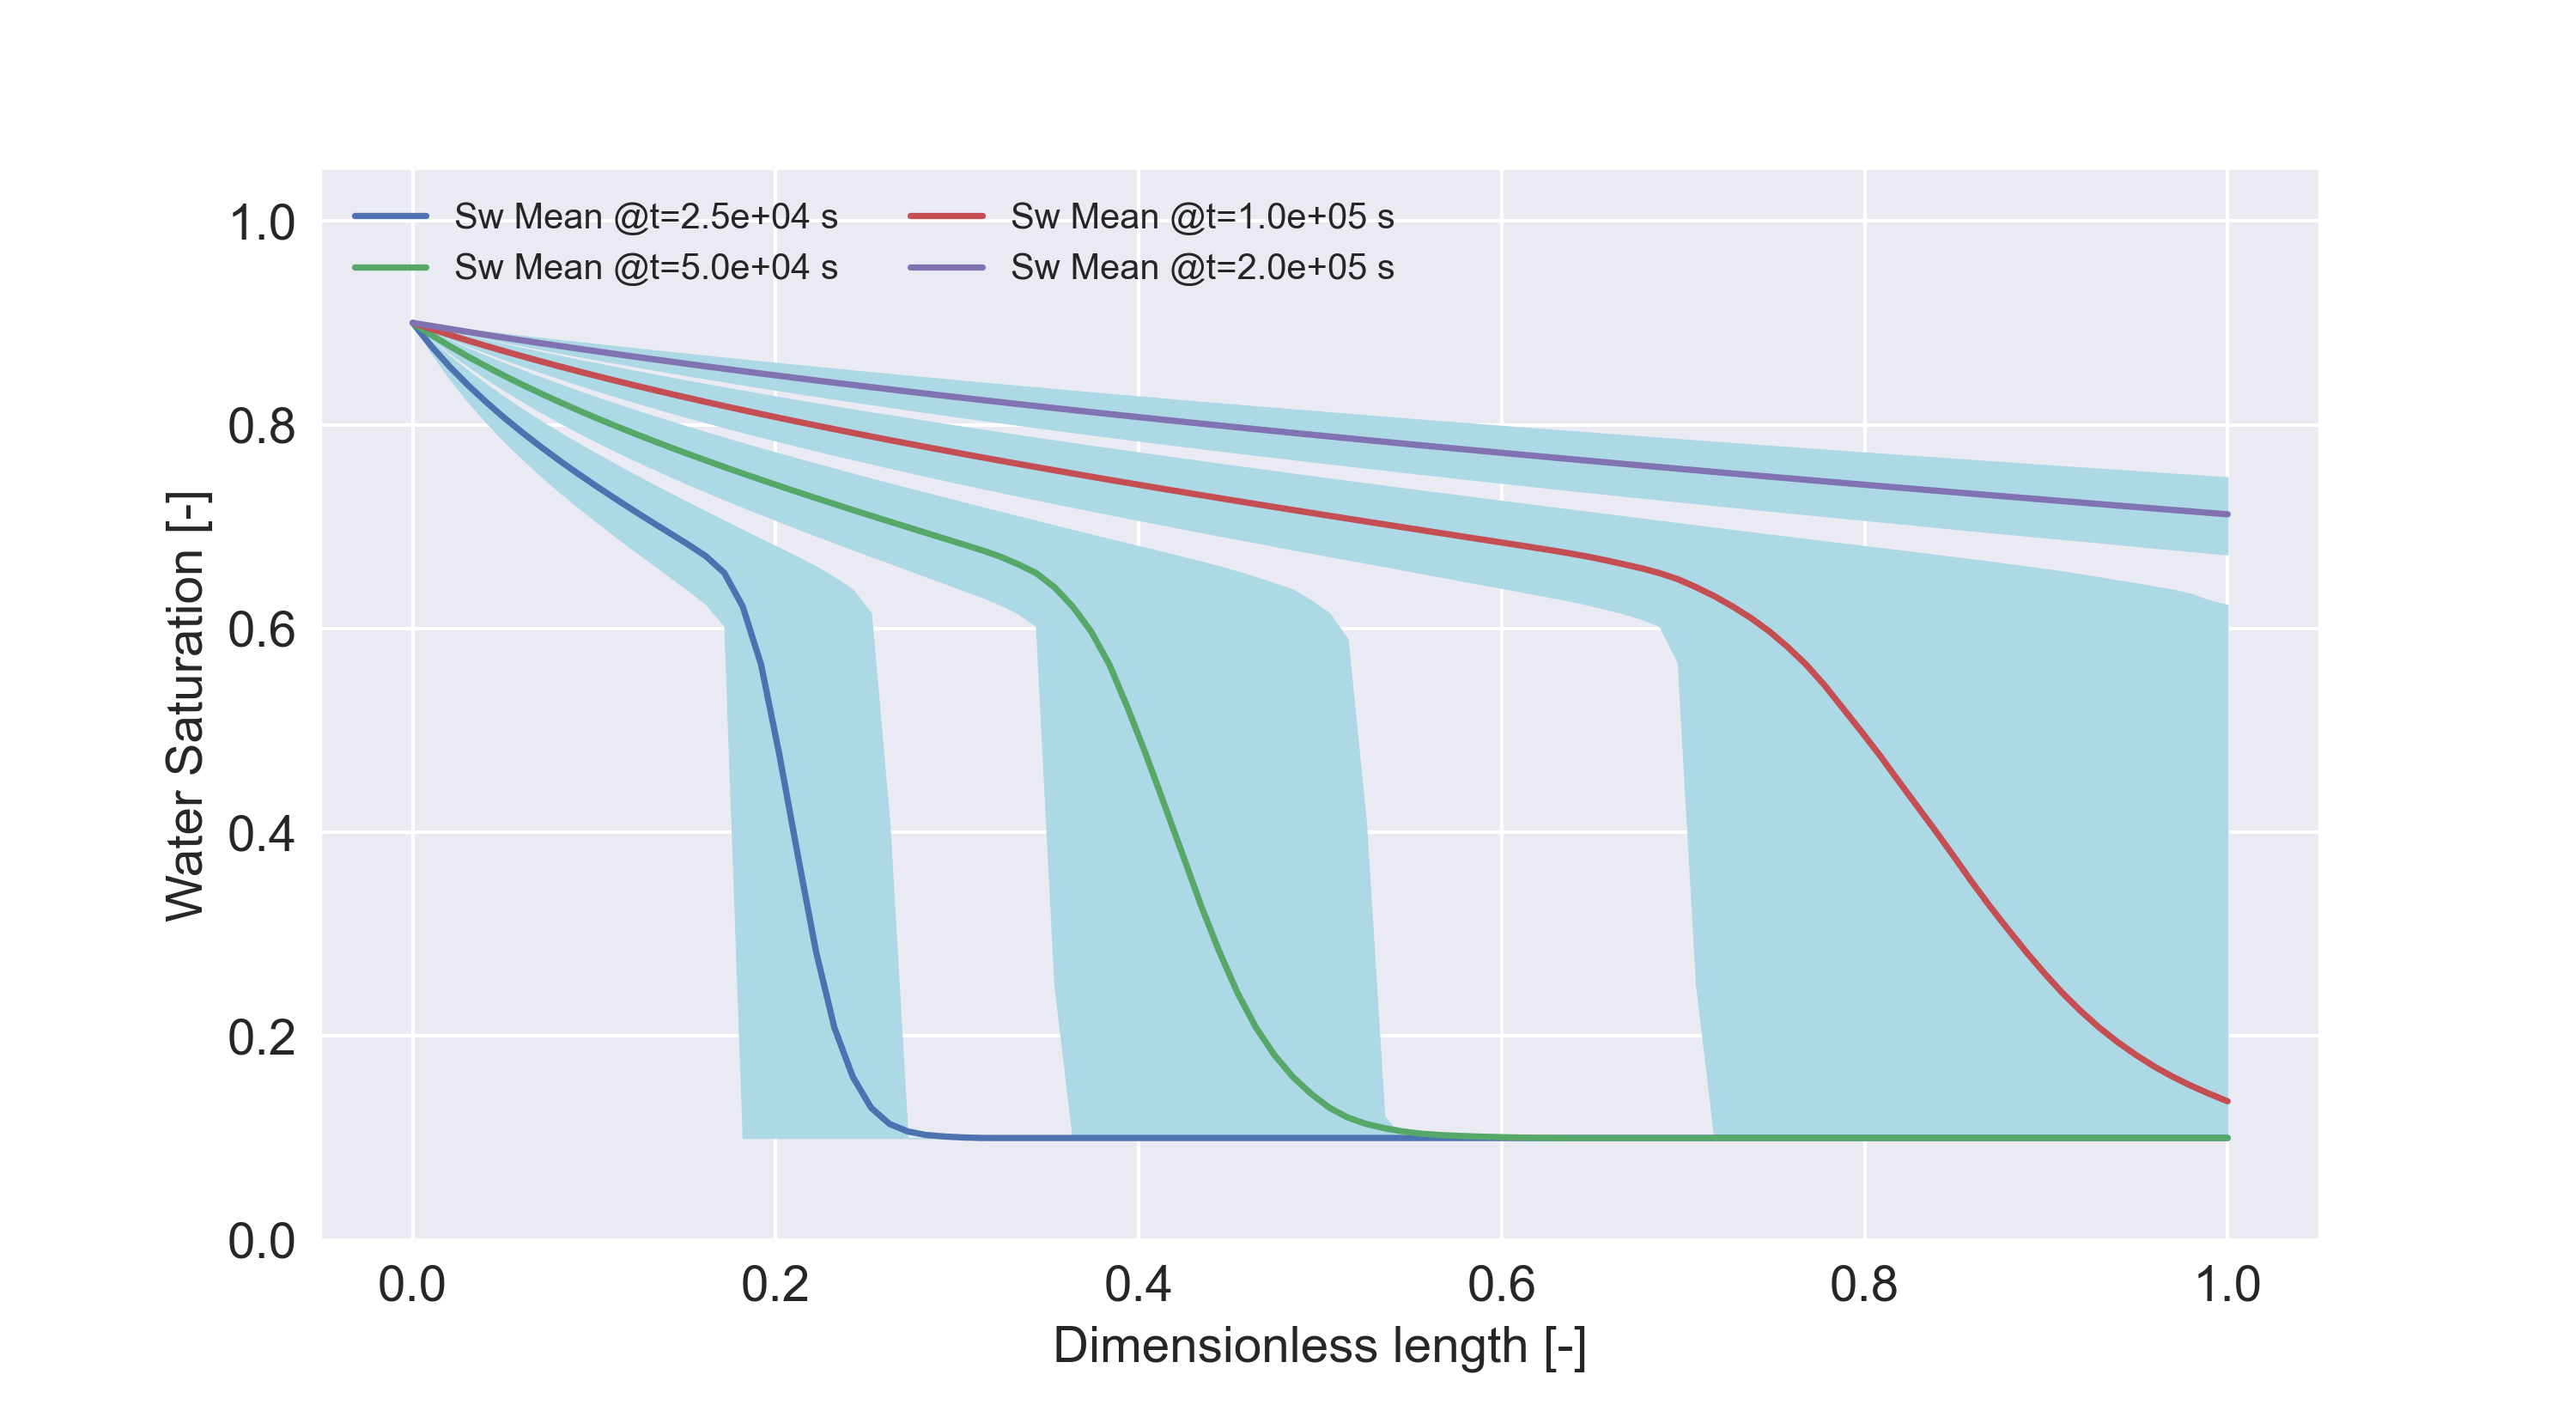 Sw Mean @t=2.5e+04 s
Sw Mean @t=5.0e+04 s
Sw Mean @t=1.0e+05 s
Sw Mean @t=2.0e+05 s
Water Saturation [-]
1.0
0.8
0.6
0.4
0.2
0.0
0.0 0.2 0.4 0.6 0.8 1.0
Dimensionless length [-]